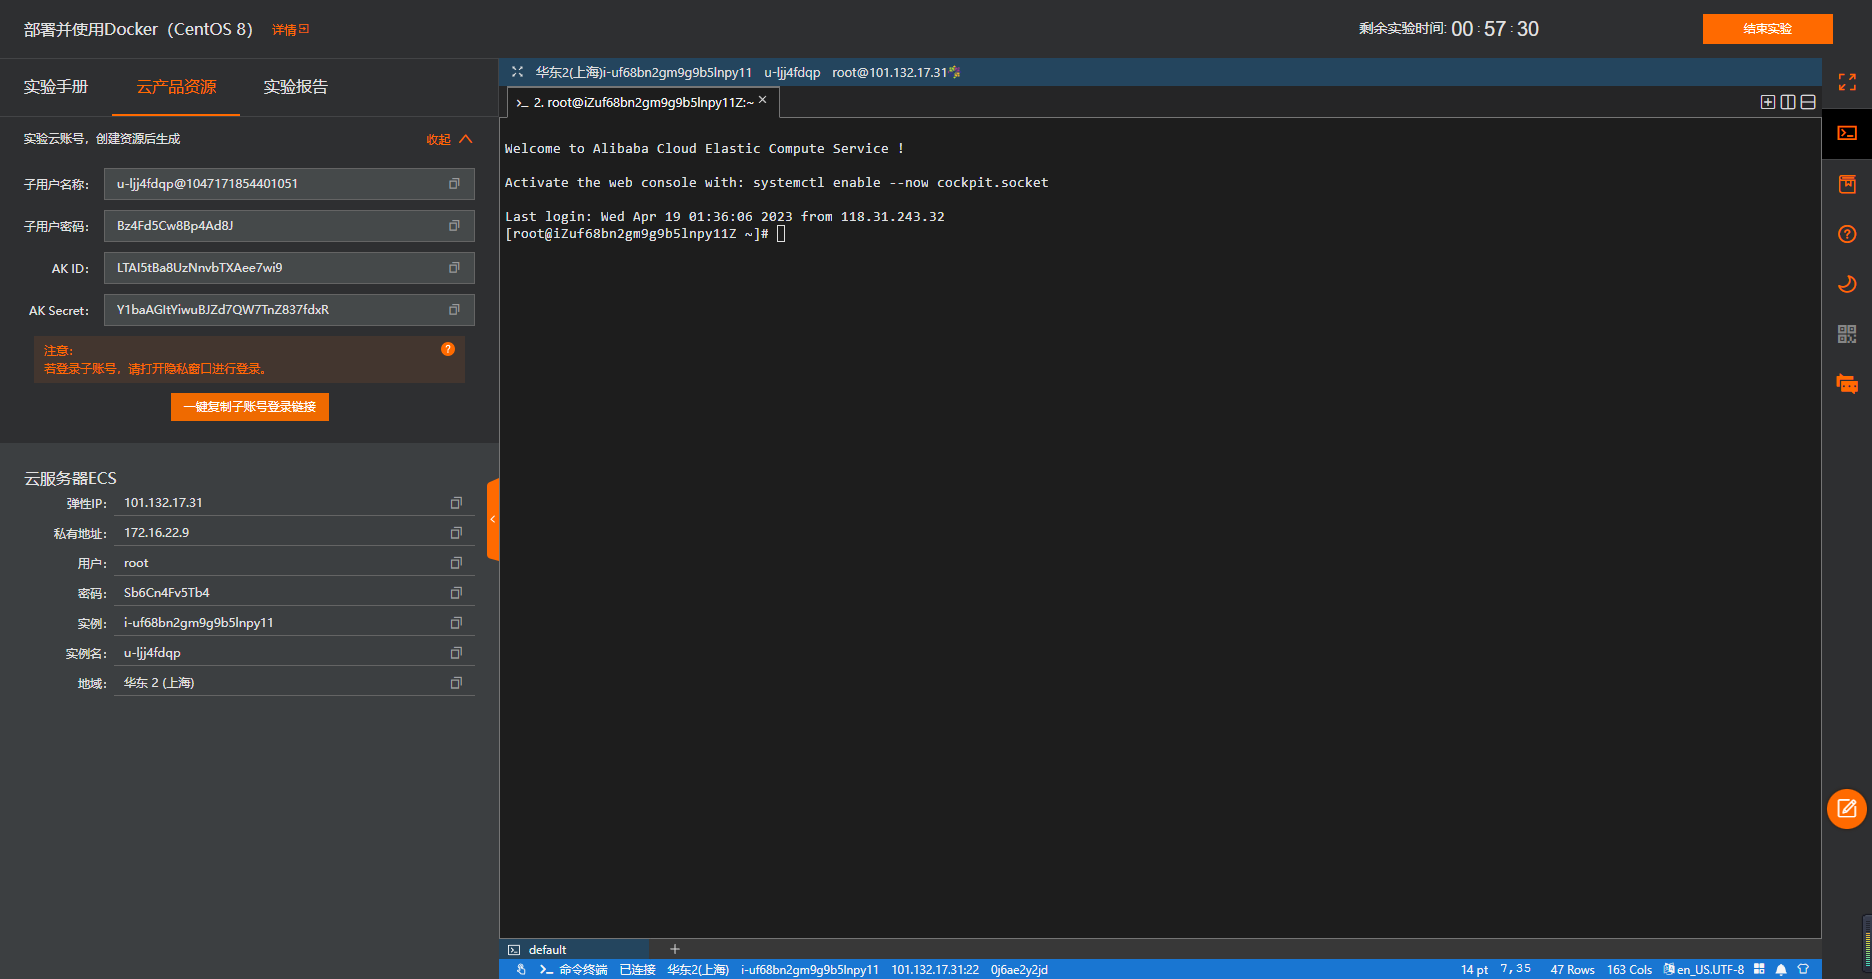 部署并使用Docker（CentOS 8） 详情
剩余实验时间: 00 : 57 : 30
结束实验
实验手册 云产品资源 实验报告
实验云账号，创建资源后生成 收起
子用户名称： u-ljj4fdqp@1047171854401051
子用户密码： Bz4Fd5Cw8Bp4Ad8J
AK ID： LTAI5tBa8UzNnvbTXAee7wi9
AK Secret： Y1baAGItYiwuBJZd7QW7TnZ837fdxR
注意：
若登录子账号，请打开隐私窗口进行登录。
一键复制子账号登录链接
云服务器ECS
弹性IP： 101.132.17.31
私有地址： 172.16.22.9
用户： root
密码： Sb6Cn4Fv5Tb4
实例： i-uf68bn2gm9g9b5lnpy11
实例名： u-ljj4fdqp
地域： 华东 2 (上海)
华东2(上海)i-uf68bn2gm9g9b5lnpy11 u-ljj4fdqp root@101.132.17.31
2. root@iZuf68bn2gm9g9b5lnpy11Z:~
Welcome to Alibaba Cloud Elastic Compute Service !
Activate the web console with: systemctl enable --now cockpit.socket
Last login: Wed Apr 19 01:36:06 2023 from 118.31.243.32
[root@iZuf68bn2gm9g9b5lnpy11Z ~]#
default +
命令终端 已连接 华东2(上海) i-uf68bn2gm9g9b5lnpy11 101.132.17.31:22 0j6ae2y2jd 14 pt 7,35 47 Rows 163 Cols en_US.UTF-8